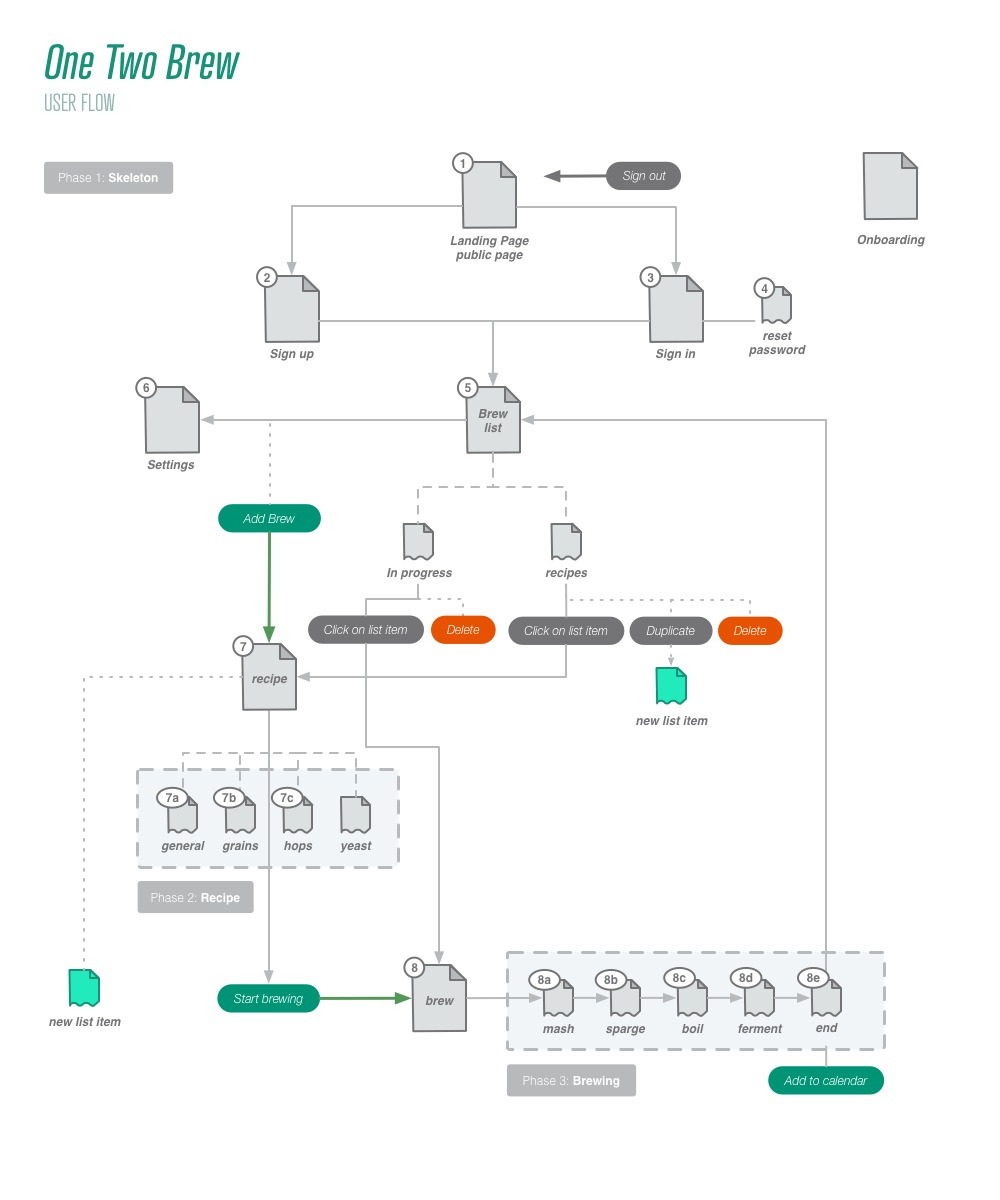 One Two Brew
USER FLOW
Phase 1: Skeleton
1
Sign out
Landing Page
public page
Onboarding
2
Sign up
3
Sign in
4
reset
password
6
Settings
5
Brew
list
Add Brew
In progress
recipes
Click on list item
Delete
Click on list item
Duplicate
Delete
7
recipe
new list item
7a
7b
7c
general
grains
hops
yeast
Phase 2: Recipe
new list item
Start brewing
8
brew
8a
8b
8c
8d
8e
mash
sparge
boil
ferment
end
Phase 3: Brewing
Add to calendar